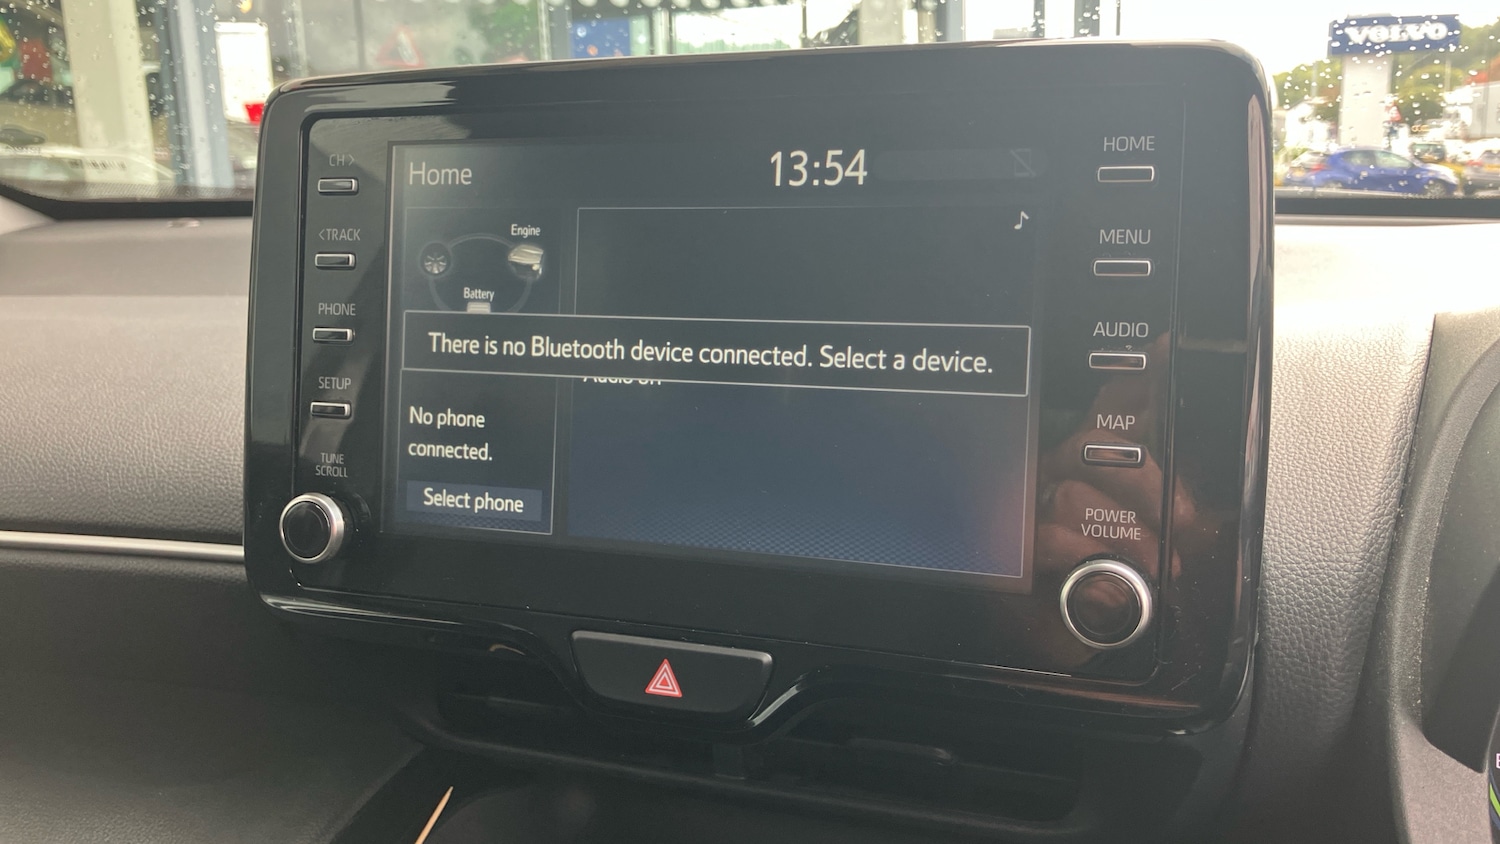 VOLVO
CH>
<TRACK
PHONE
SETUP
TUNE
SCROLL
Home
13:54
Engine
Battery
There is no Bluetooth device connected. Select a device.
No phone
connected.
Select phone
HOME
MENU
AUDIO
MAP
POWER
VOLUME